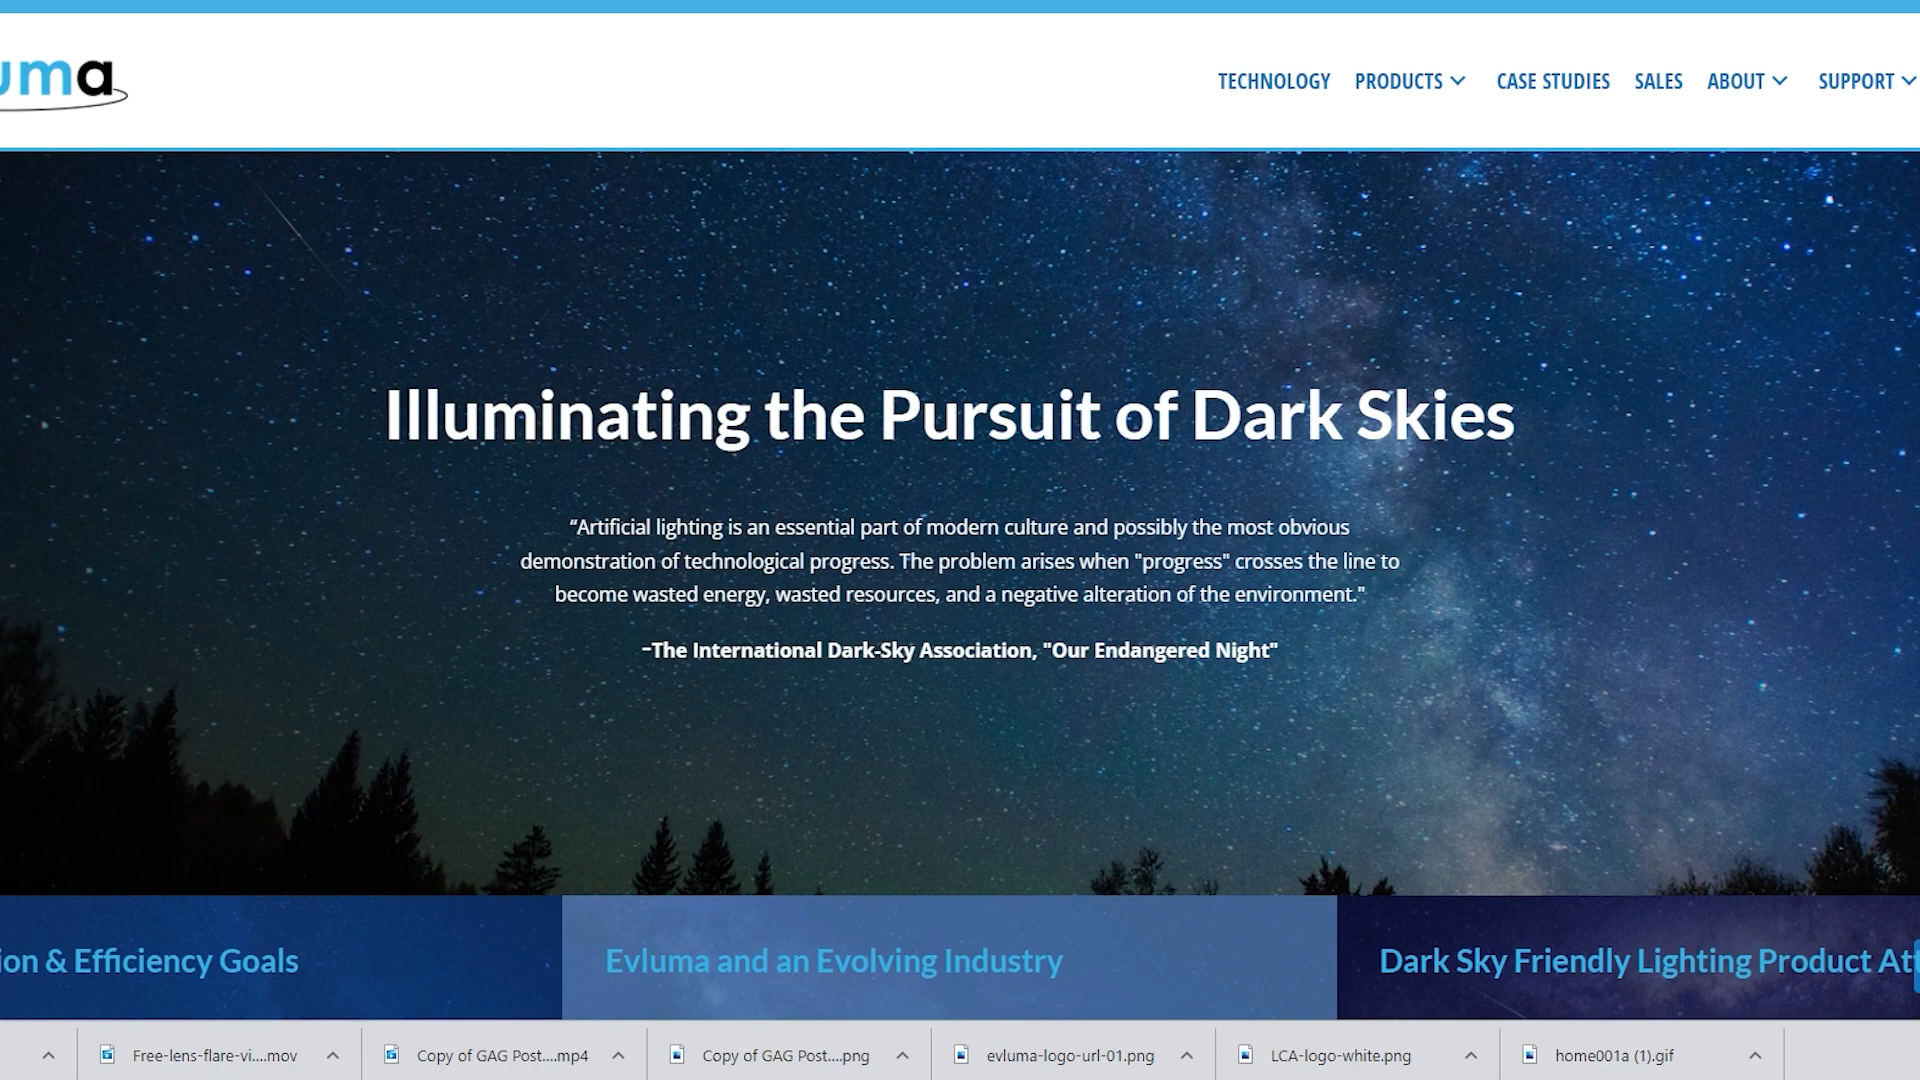 uma
TECHNOLOGY PRODUCTS CASE STUDIES SALES ABOUT SUPPORT
Illuminating the Pursuit of Dark Skies
“Artificial lighting is an essential part of modern culture and possibly the most obvious
demonstration of technological progress. The problem arises when "progress" crosses the line to
become wasted energy, wasted resources, and a negative alteration of the environment."
–The International Dark-Sky Association, "Our Endangered Night"
ion & Efficiency Goals
Evluma and an Evolving Industry
Dark Sky Friendly Lighting Product Att
Free-lens-flare-vi....mov
Copy of GAG Post....mp4
Copy of GAG Post....png
evluma-logo-url-01.png
LCA-logo-white.png
home001a (1).gif